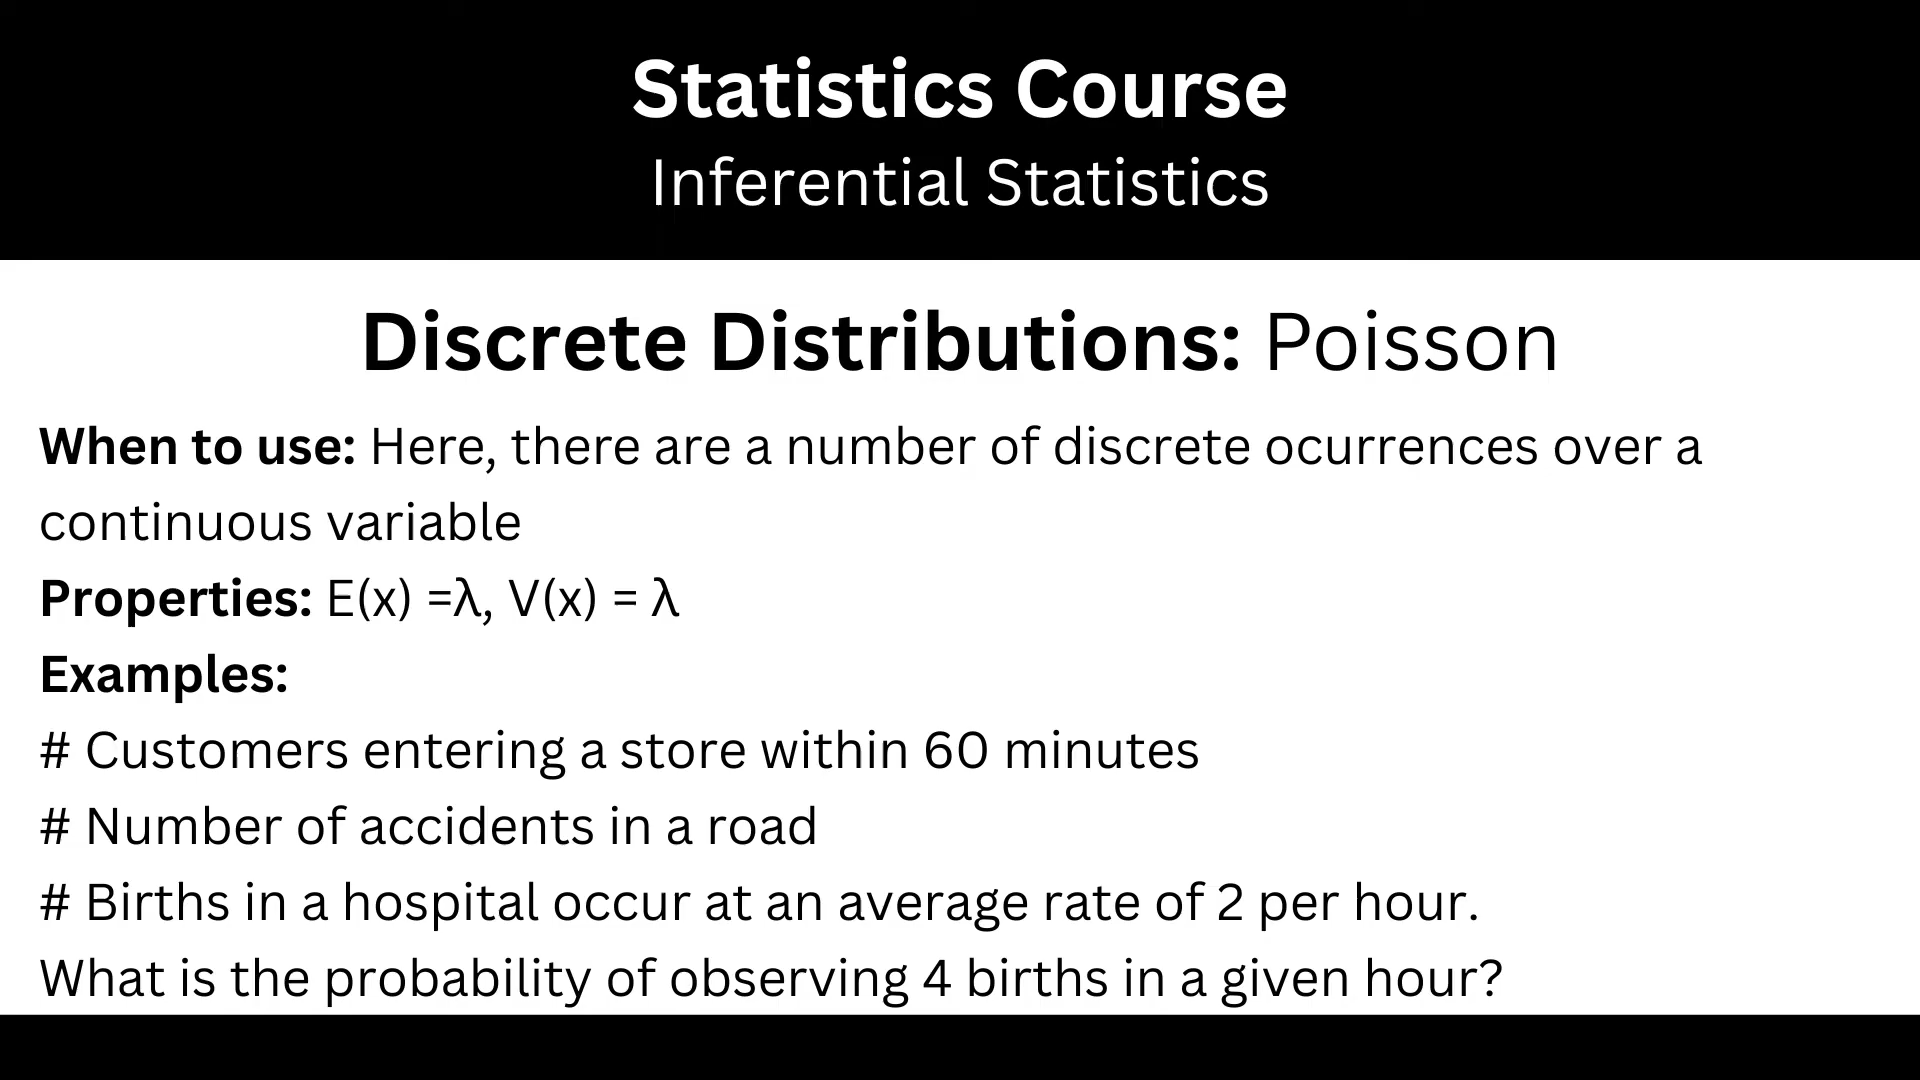 Statistics Course
Inferential Statistics
Discrete Distributions: Poisson
When to use: Here, there are a number of discrete ocurrences over a
continuous variable
Properties: E(x) =λ, V(x) = λ
Examples:
# Customers entering a store within 60 minutes
# Number of accidents in a road
# Births in a hospital occur at an average rate of 2 per hour.
What is the probability of observing 4 births in a given hour?